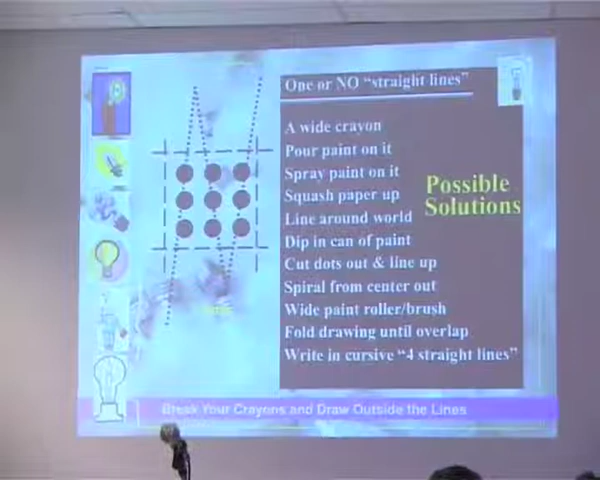 One or NO "straight lines"
A wide crayon
Pour paint on it
Spray paint on it
Squash paper up
Line around world
Dip in can of paint
Cut dots out & line up
Spiral from center out
Wide paint roller/brush
Fold drawing until overlap
Write in cursive "4 straight lines"
Possible
Solutions
Break Your Crayons and Draw Outside the Lines